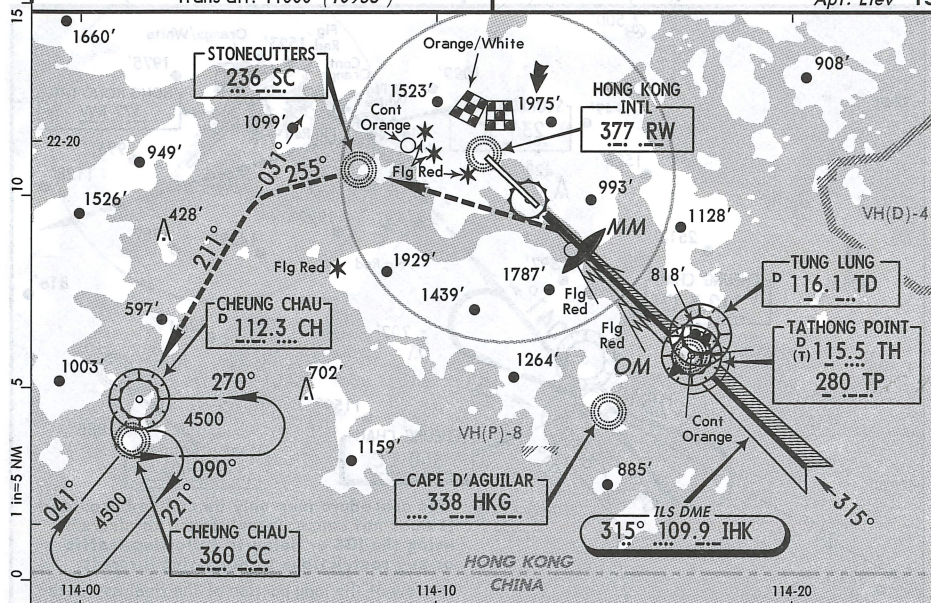 15
Trans alt: 11000' (10985')
Apt. Elev 15'
1660'
STONECUTTERS
236 SC
Orange/White
908'
1523'
1975'
HONG KONG
INTL
377 RW
Cont
Orange
1099'
22-20
949'
031°
255°
Flg Red
10
993'
1526'
428'
1128'
MM
VH(D)-4
211°
Flg Red
1929'
1787'
818'
TUNG LUNG
D 116.1 TD
1439'
Flg
Red
597'
CHEUNG CHAU
D 112.3 CH
TATHONG POINT
D
(T) 115.5 TH
280 TP
Flg
Red
OM
1264'
1003'
5
270°
702'
4500
Cont
Orange
VH(P)-8
1159'
090°
885'
315°
1 in=5 NM
041°
4500
221°
CAPE D'AGUILAR
338 HKG
ILS DME
315° 109.9 IHK
CHEUNG CHAU
360 CC
HONG KONG
CHINA
0
114-00
114-10
114-20